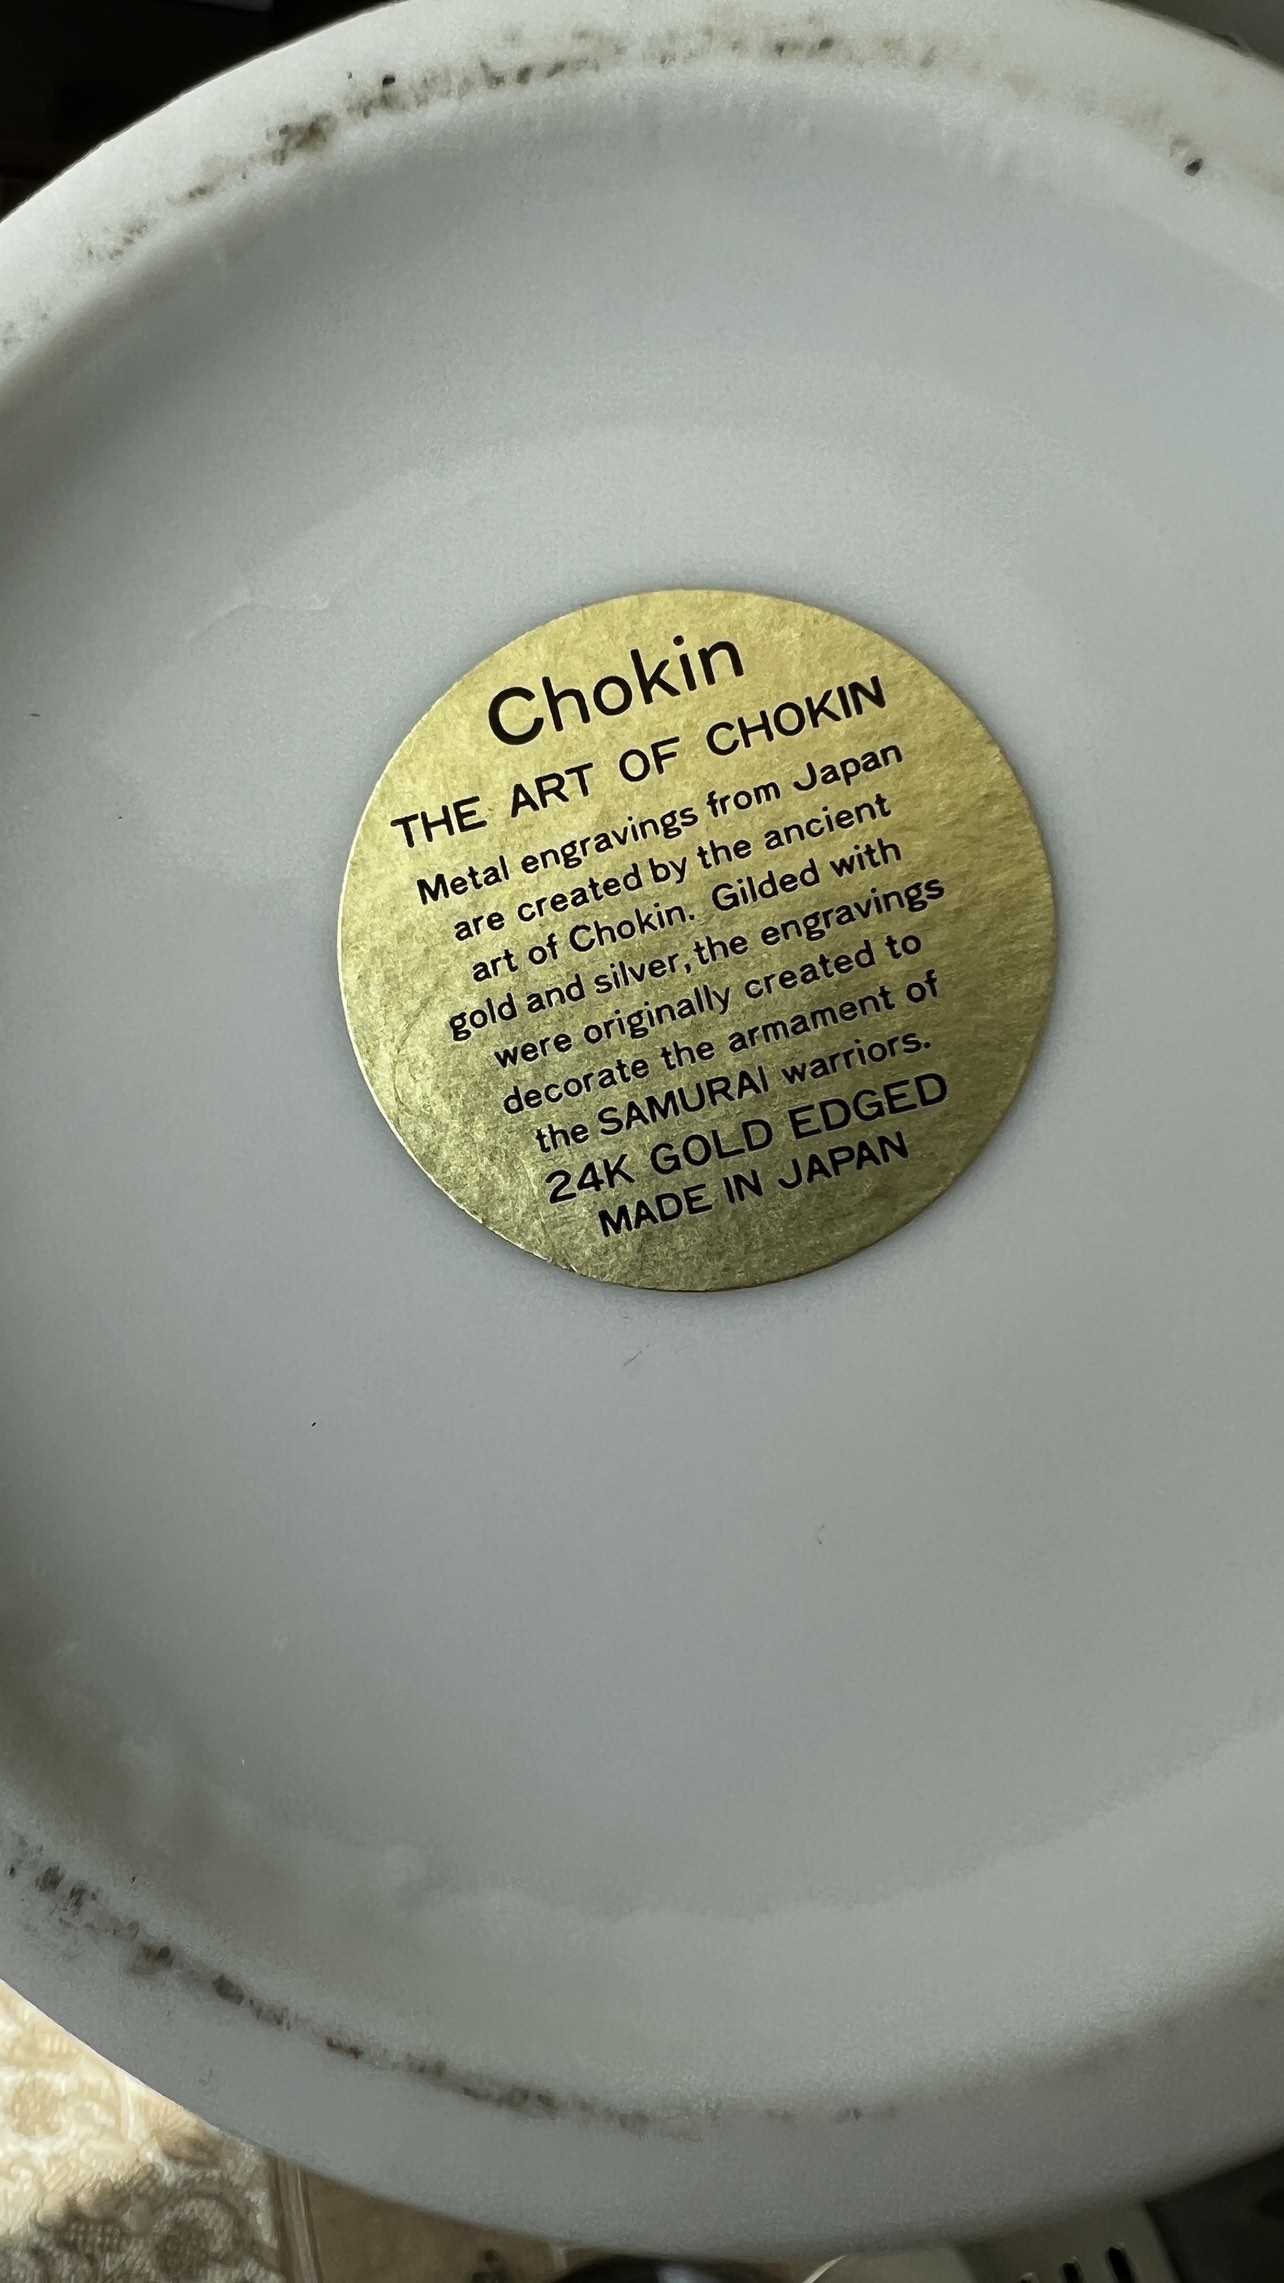 Chokin
THE ART OF CHOKIN
Metal engravings from Japan
are created by the ancient
art of Chokin. Gilded with
gold and silver, the engravings
were originally created to
decorate the armament of
the SAMURAI warriors.
24K GOLD EDGED
MADE IN JAPAN